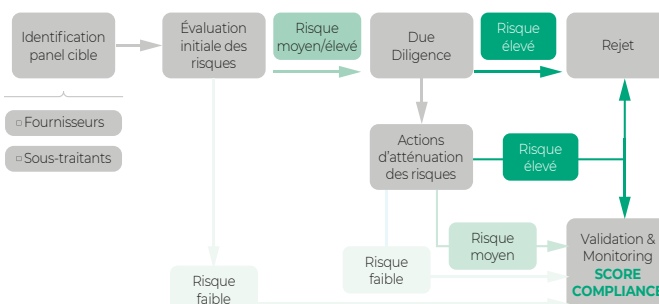 Identification
panel cible
Évaluation
initiale des
risques
Risque
moyen/élevé
Due
Diligence
Risque
élevé
Rejet
Fournisseurs
Sous-traitants
Actions
d’atténuation
des risques
Risque
élevé
Risque
moyen
Risque
faible
Risque
faible
Validation &
Monitoring
SCORE
COMPLIANCE